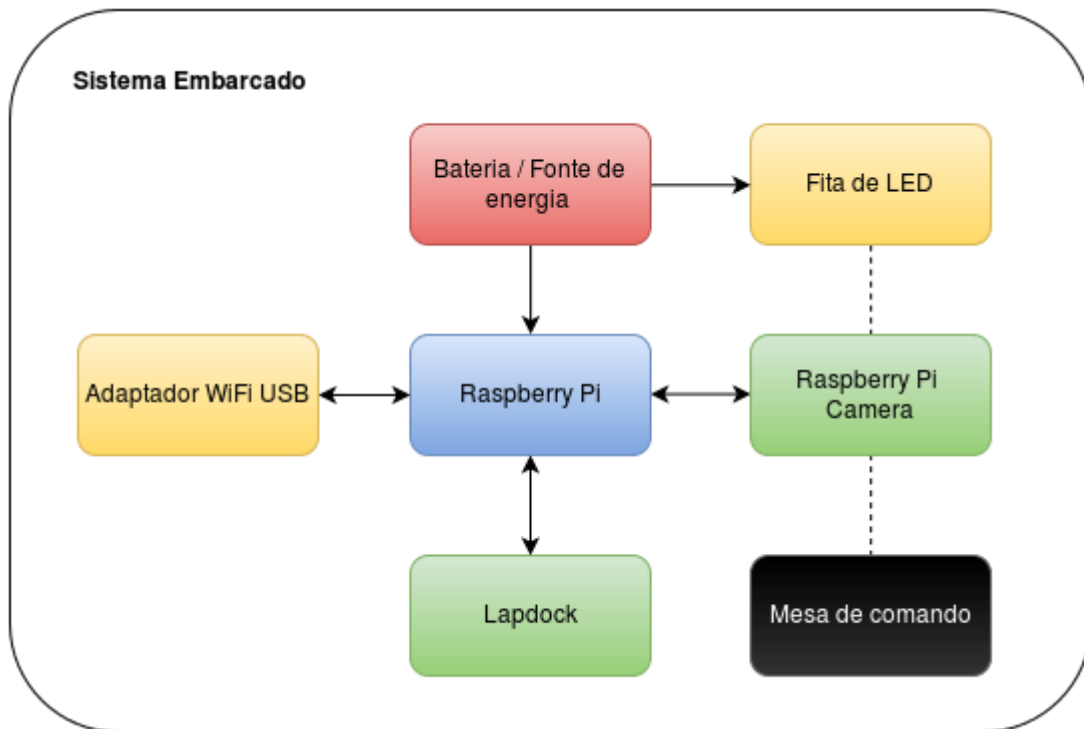 Sistema Embarcado
Bateria / Fonte de
energia
Fita de LED
Adaptador WiFi USB
Raspberry Pi
Raspberry Pi
Camera
Lapdock
Mesa de comando